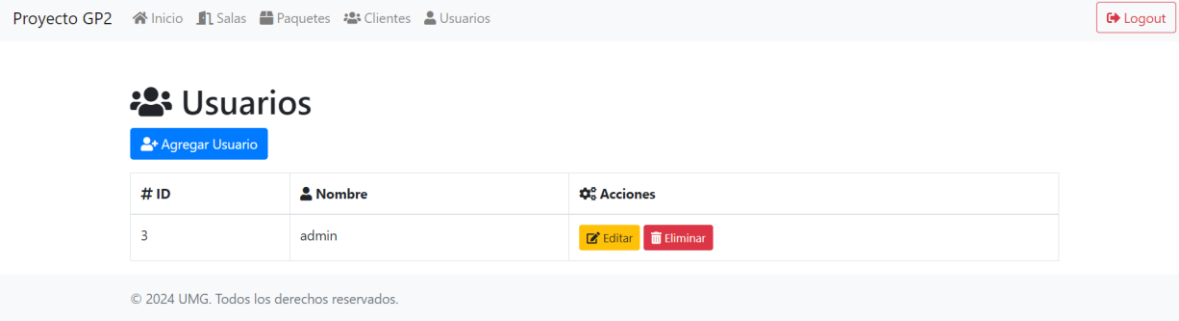 Proyecto GP2 Inicio Salas Paquetes Clientes Usuarios Logout
Usuarios
Agregar Usuario
# ID Nombre Acciones
3 admin Editar Eliminar
© 2024 UMG. Todos los derechos reservados.